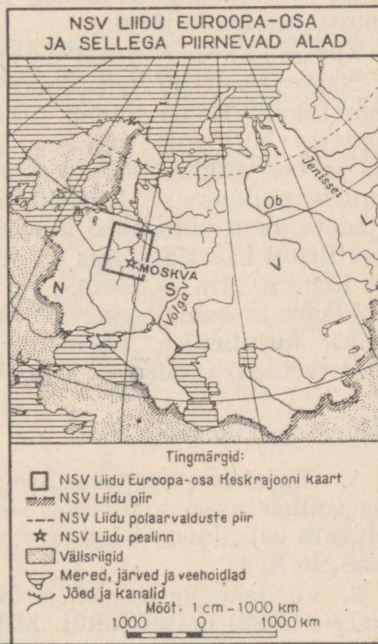 NSV LIIDU EUROOPA-OSA
JA SELLEGA PIIRNEVAD ALAD
Jenissei
Ob
L
MOSKVA
V
N
S
Volga
Tingmärgid:
NSV Liidu Euroopa-osa Keskrajooni kaart
NSV Liidu piir
NSV Liidu polaarvalduste piir
NSV Liidu pealinn
Välisriigid
Mered, järved ja veehoidlad
Jõed ja kanalid
Mõõt. 1 cm-1000 km
1000 0 1000 km